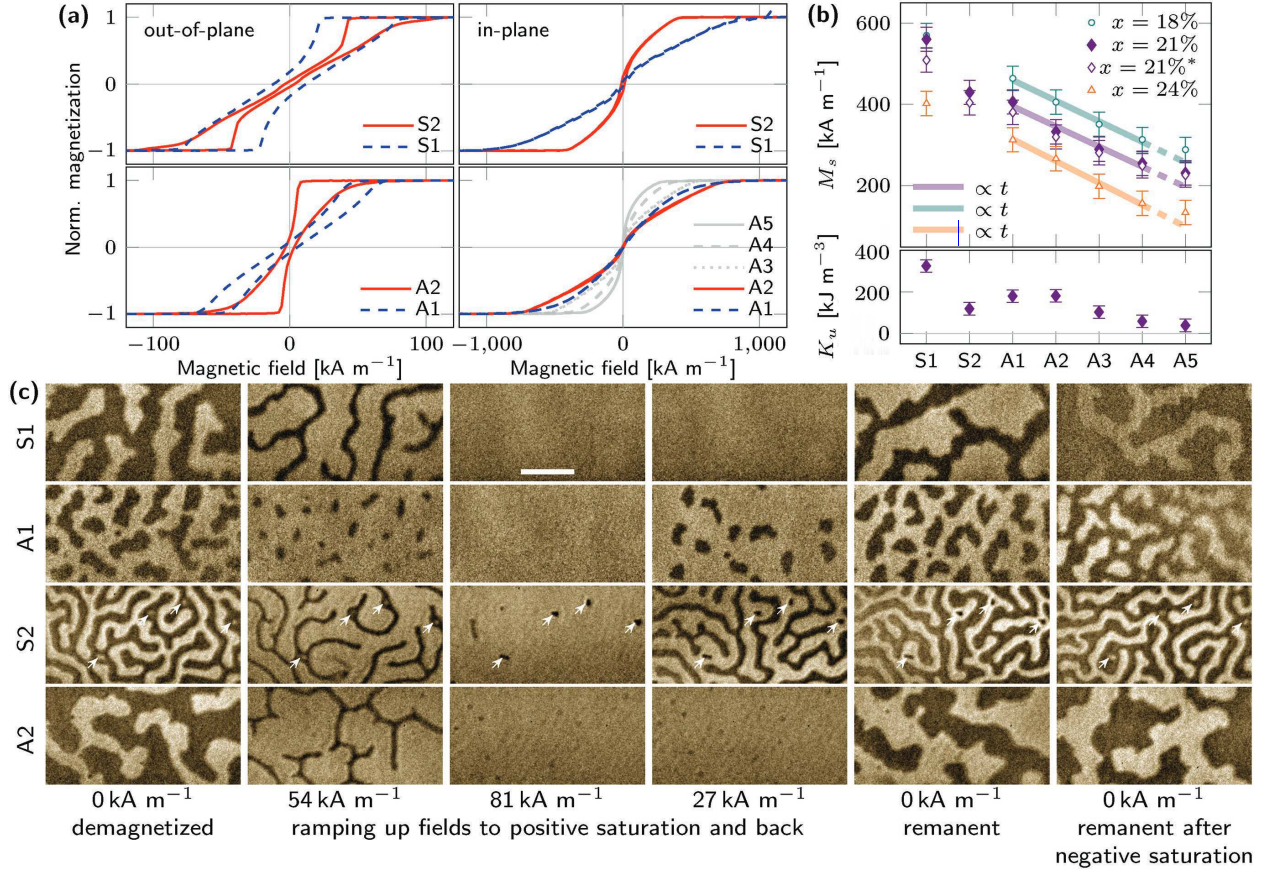 (a)
out-of-plane
in-plane
1
0
−1
S2
S1
S2
S1
Norm. magnetization
1
0
−1
A2
A1
A5
A4
A3
A2
A1
−100
0
100
−1,000
0
1,000
Magnetic field [kA m⁻¹]
Magnetic field [kA m⁻¹]
(b)
600
400
200
Mₛ [kA m⁻¹]
x = 18%
x = 21%
x = 21%*
x = 24%
∝ t
∝ t
∝ t
400
200
0
Kᵤ [kJ m⁻³]
S1
S2
A1
A2
A3
A4
A5
(c)
S1
A1
S2
A2
0 kA m⁻¹
54 kA m⁻¹
81 kA m⁻¹
27 kA m⁻¹
0 kA m⁻¹
0 kA m⁻¹
demagnetized
ramping up fields to positive saturation and back
remanent
remanent after
negative saturation